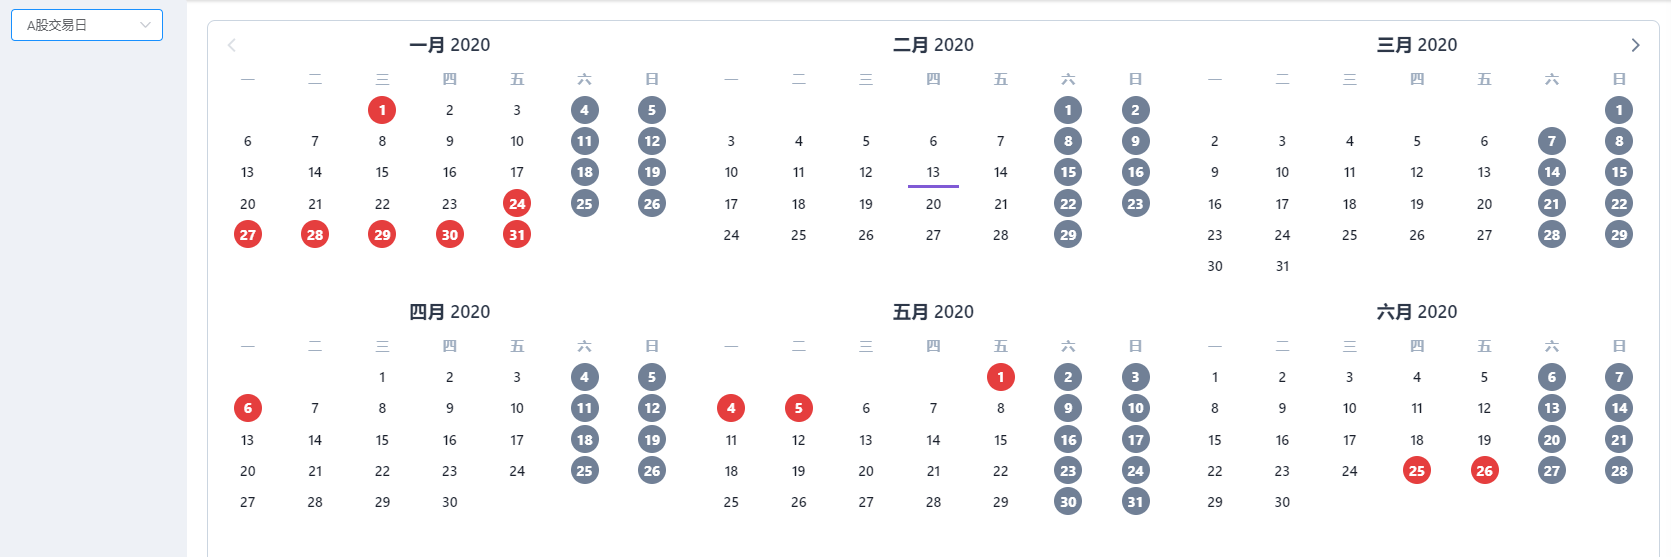 A股交易日
一月 2020
一 二 三 四 五 六 日
1 2 3 4 5
6 7 8 9 10 11 12
13 14 15 16 17 18 19
20 21 22 23 24 25 26
27 28 29 30 31
二月 2020
一 二 三 四 五 六 日
1 2
3 4 5 6 7 8 9
10 11 12 13 14 15 16
17 18 19 20 21 22 23
24 25 26 27 28 29
三月 2020
一 二 三 四 五 六 日
1
2 3 4 5 6 7 8
9 10 11 12 13 14 15
16 17 18 19 20 21 22
23 24 25 26 27 28 29
30 31
四月 2020
一 二 三 四 五 六 日
1 2 3 4 5
6 7 8 9 10 11 12
13 14 15 16 17 18 19
20 21 22 23 24 25 26
27 28 29 30
五月 2020
一 二 三 四 五 六 日
1 2 3
4 5 6 7 8 9 10
11 12 13 14 15 16 17
18 19 20 21 22 23 24
25 26 27 28 29 30 31
六月 2020
一 二 三 四 五 六 日
1 2 3 4 5 6 7
8 9 10 11 12 13 14
15 16 17 18 19 20 21
22 23 24 25 26 27 28
29 30